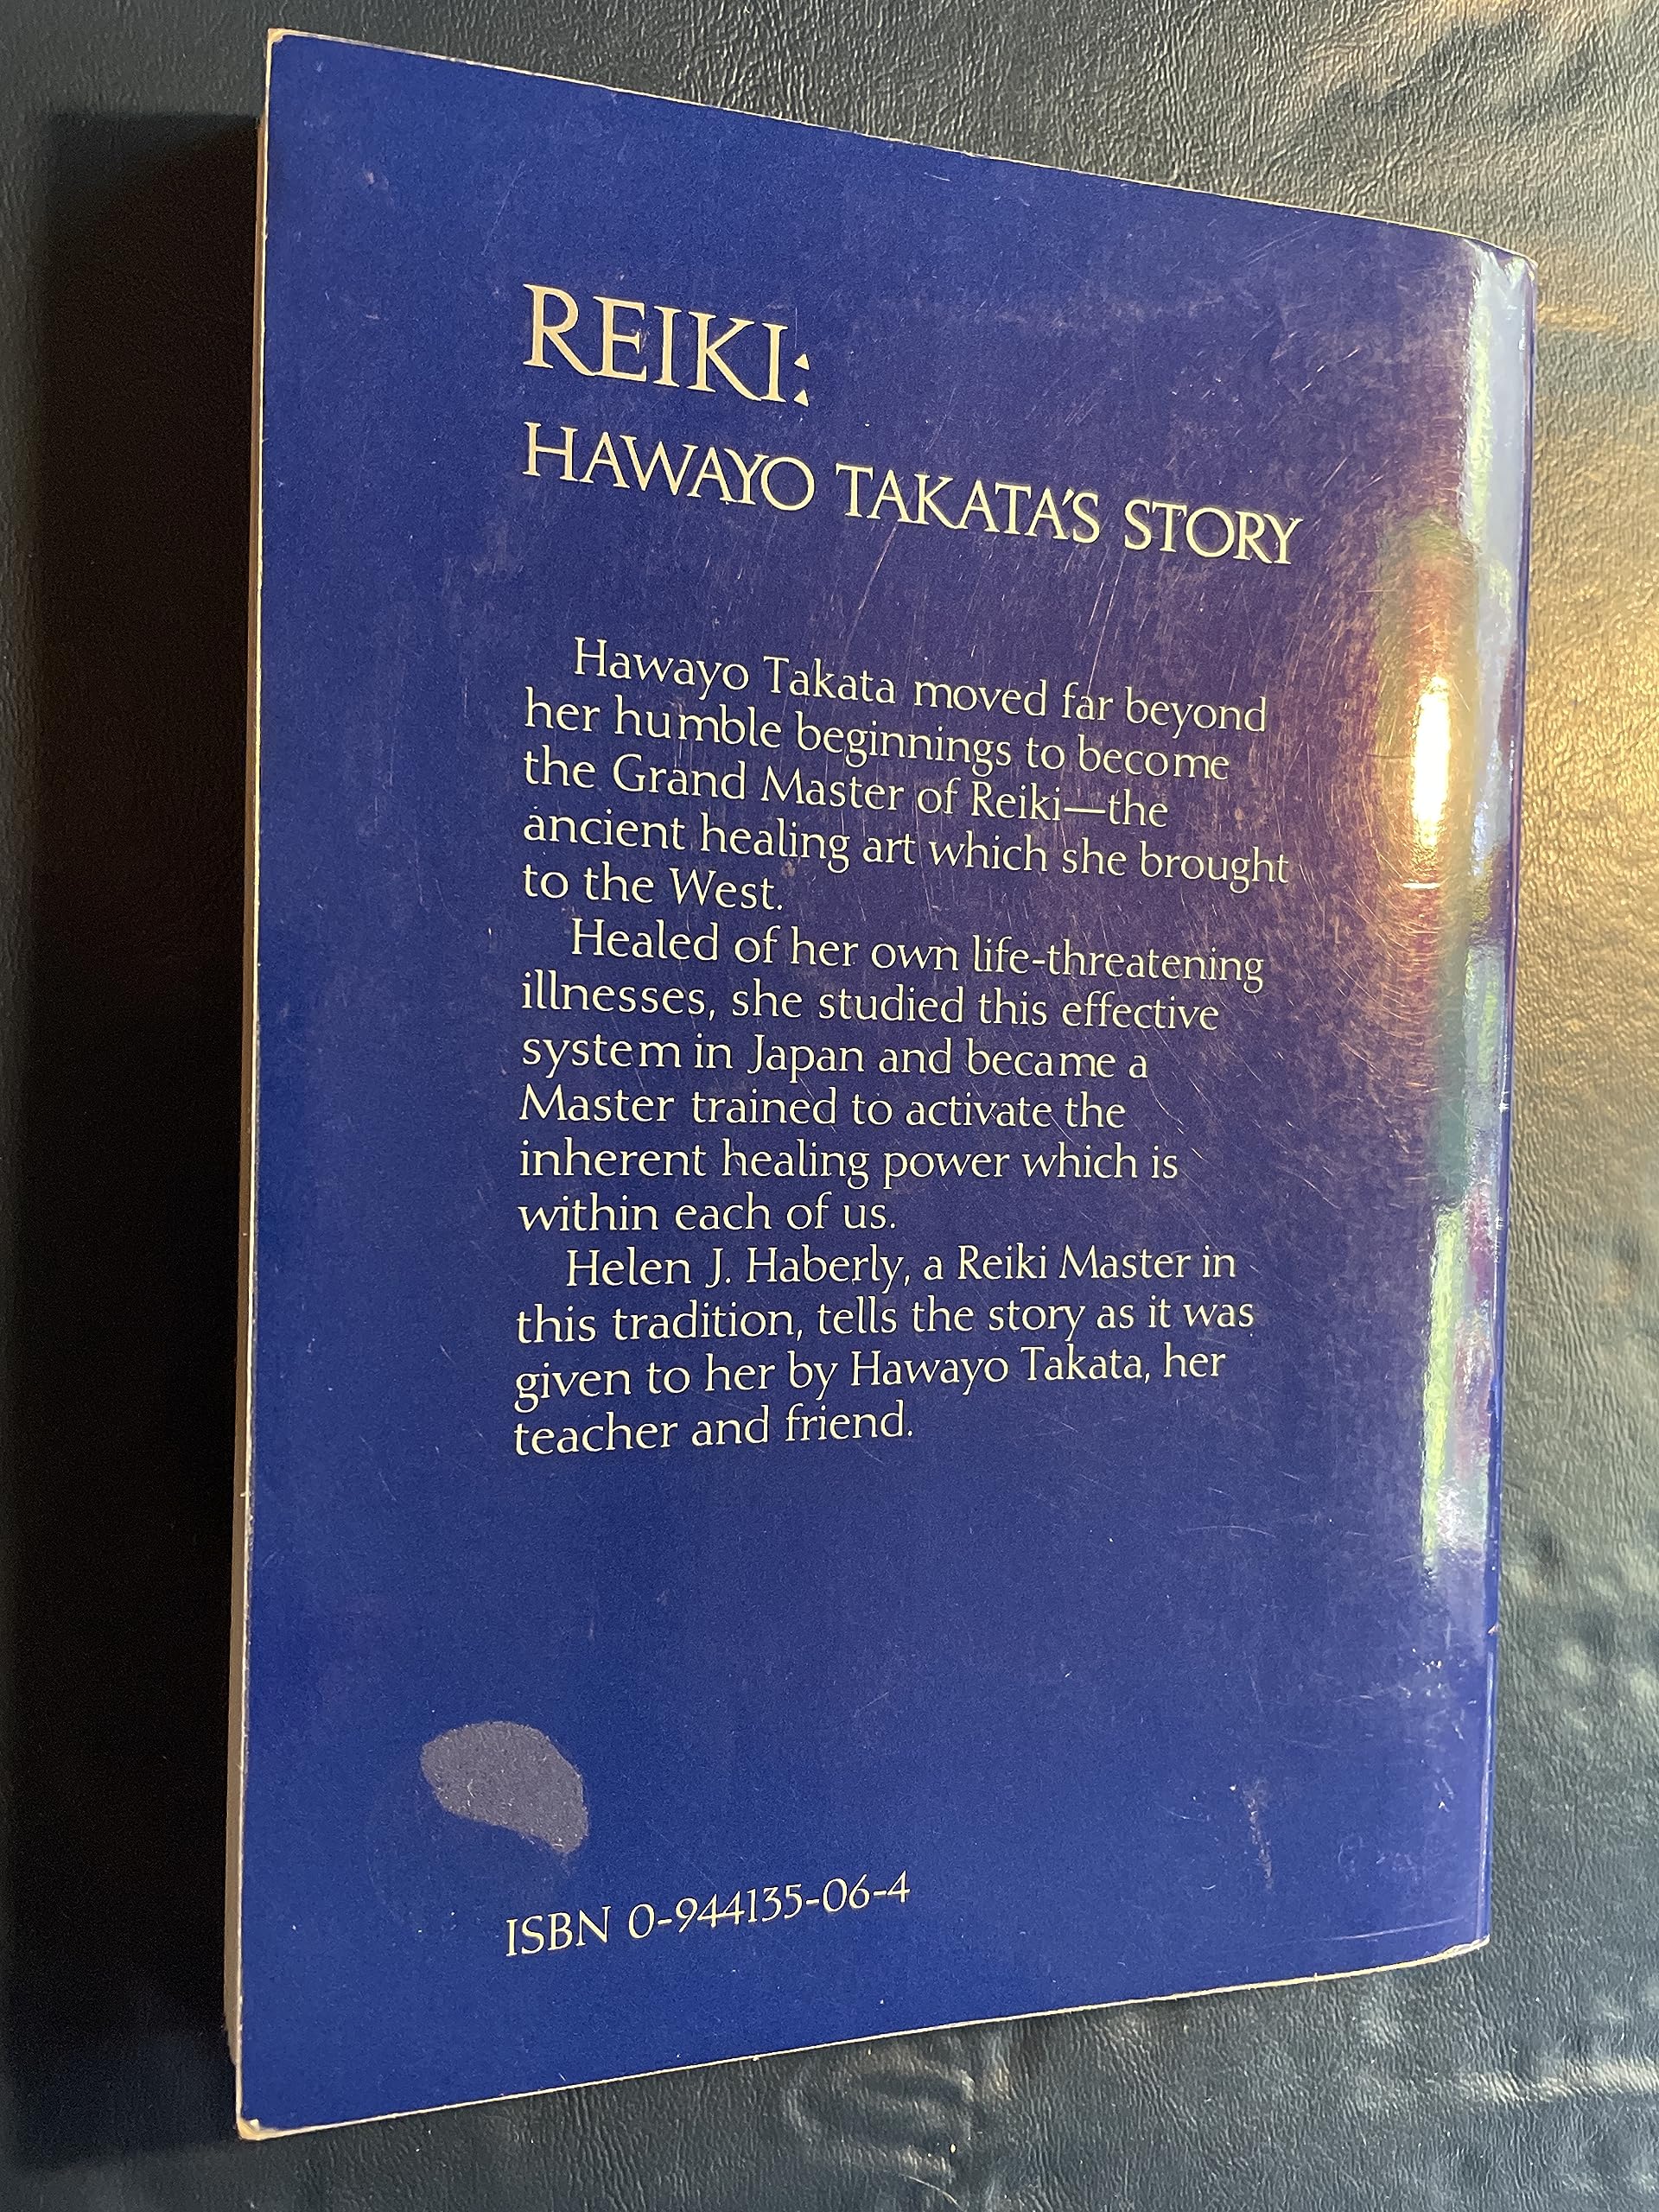 REIKI:
HAWAYO TAKATA'S STORY
Hawayo Takata moved far beyond
her humble beginnings to become
the Grand Master of Reiki—the
ancient healing art which she brought
to the West.
Healed of her own life-threatening
illnesses, she studied this effective
system in Japan and became a
Master trained to activate the
inherent healing power which is
within each of us.
Helen J. Haberly, a Reiki Master in
this tradition, tells the story as it was
given to her by Hawayo Takata, her
teacher and friend.
ISBN 0-944135-06-4